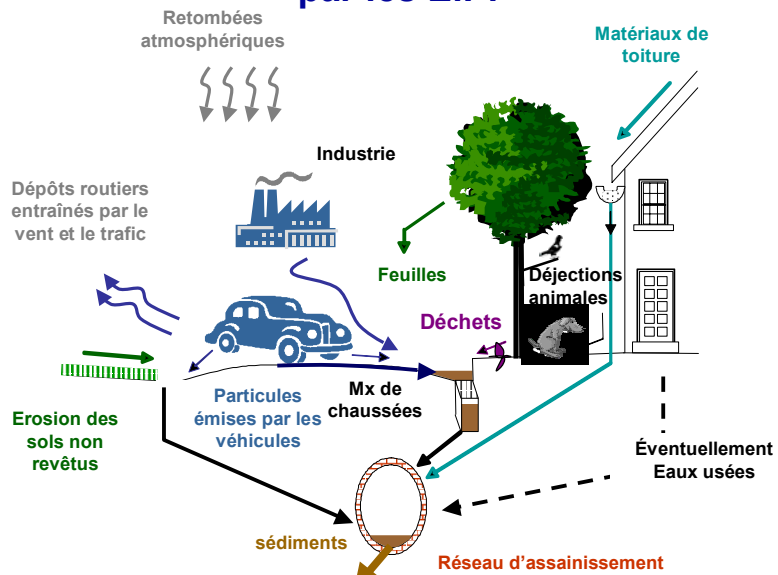 par les
Retombées
atmosphériques
Matériaux de
toiture
Industrie
Dépôts routiers
entraînés par le
vent et le trafic
Feuilles
Déjections
animales
Déchets
Particules
émises par les
véhicules
Mx de
chaussées
Erosion des
sols non
revêtus
Éventuellement
Eaux usées
sédiments
Réseau d’assainissement